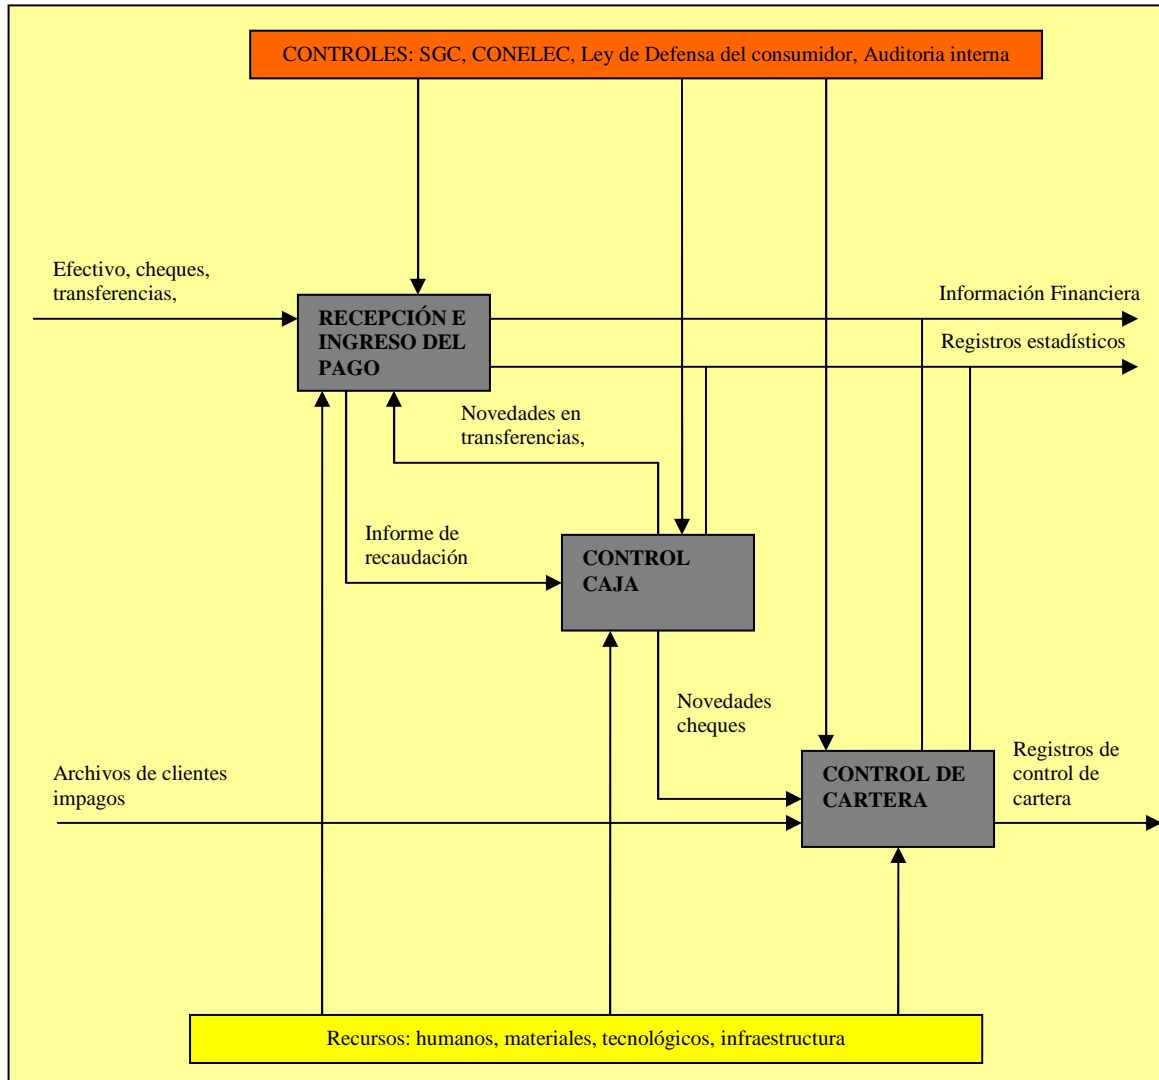 CONTROLES: SGC, CONELEC, Ley de Defensa del consumidor, Auditoria interna
Efectivo, cheques,
transferencias,
RECEPCIÓN E
INGRESO DEL
PAGO
Información Financiera
Registros estadísticos
Novedades en
transferencias,
Informe de
recaudación
CONTROL
CAJA
Novedades
cheques
Archivos de clientes
impagos
CONTROL DE
CARTERA
Registros de
control de
cartera
Recursos: humanos, materiales, tecnológicos, infraestructura